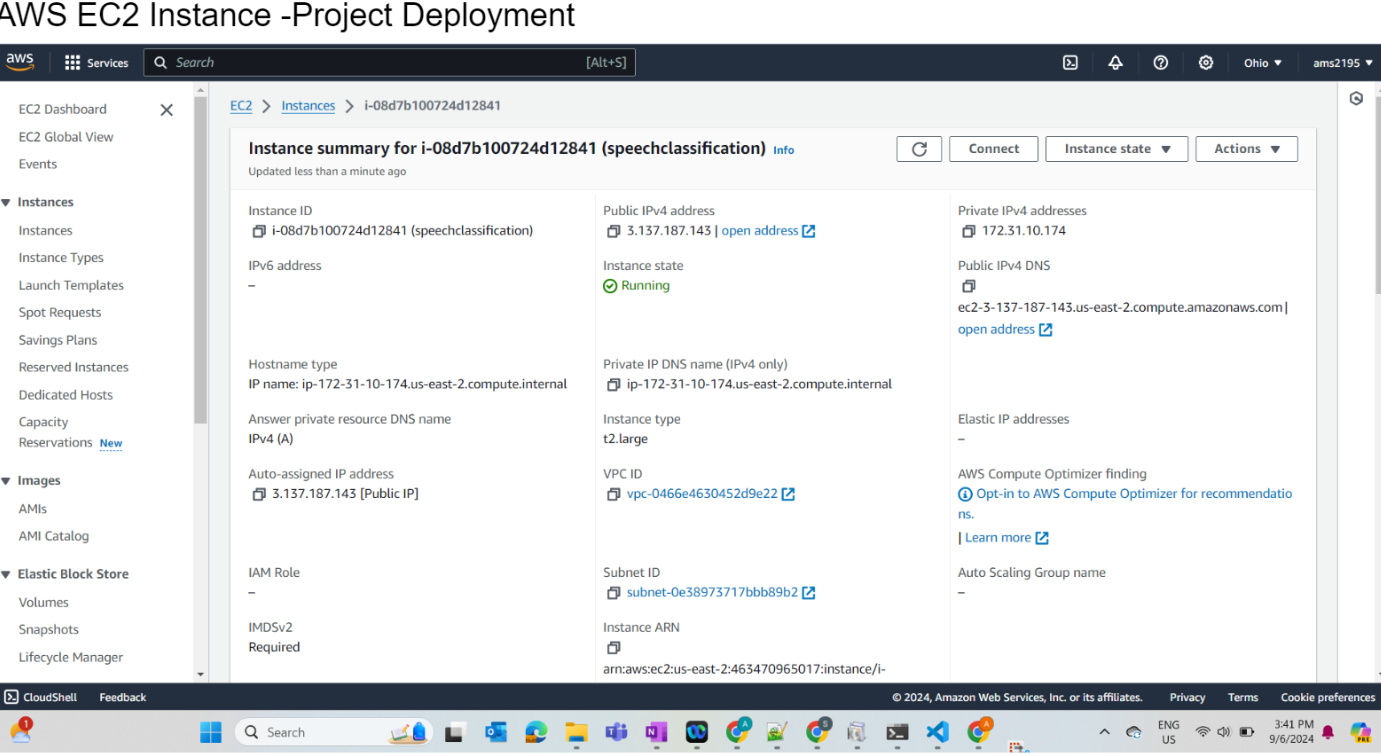 AWS EC2 Instance -Project Deployment
aws
Services
Search
[Alt+S]
Ohio
ams2195
EC2 Dashboard
EC2 Global View
Events
Instances
Instances
Instance Types
Launch Templates
Spot Requests
Savings Plans
Reserved Instances
Dedicated Hosts
Capacity
Reservations New
Images
AMIs
AMI Catalog
Elastic Block Store
Volumes
Snapshots
Lifecycle Manager
EC2 > Instances > i-08d7b100724d12841
Instance summary for i-08d7b100724d12841 (speechclassification) Info
Updated less than a minute ago
Connect
Instance state
Actions
Instance ID
i-08d7b100724d12841 (speechclassification)
Public IPv4 address
3.137.187.143 | open address
Private IPv4 addresses
172.31.10.174
IPv6 address
–
Instance state
Running
Public IPv4 DNS
ec2-3-137-187-143.us-east-2.compute.amazonaws.com |
open address
Hostname type
IP name: ip-172-31-10-174.us-east-2.compute.internal
Private IP DNS name (IPv4 only)
ip-172-31-10-174.us-east-2.compute.internal
Answer private resource DNS name
IPv4 (A)
Instance type
t2.large
Elastic IP addresses
–
Auto-assigned IP address
3.137.187.143 [Public IP]
VPC ID
vpc-0466e4630452d9e22
AWS Compute Optimizer finding
Opt-in to AWS Compute Optimizer for recommendatio
ns.
| Learn more
IAM Role
–
Subnet ID
subnet-0e38973717bbb89b2
Auto Scaling Group name
–
IMDSv2
Required
Instance ARN
arn:aws:ec2:us-east-2:463470965017:instance/i-
CloudShell
Feedback
© 2024, Amazon Web Services, Inc. or its affiliates.
Privacy
Terms
Cookie preferences
1
Search
ENG
US
3:41 PM
9/6/2024